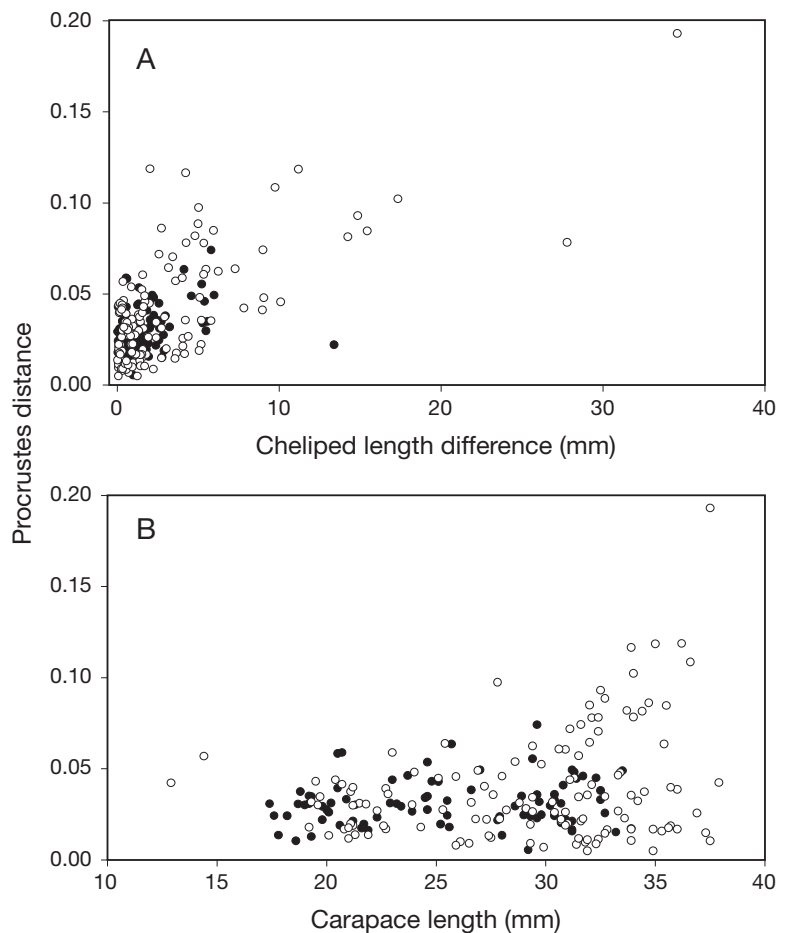 0.20
A
0.15
0.10
0.05
0.00
0 10 20 30 40
Cheliped length difference (mm)
Procrustes distance
0.20
B
0.15
0.10
0.05
0.00
10 15 20 25 30 35 40
Carapace length (mm)